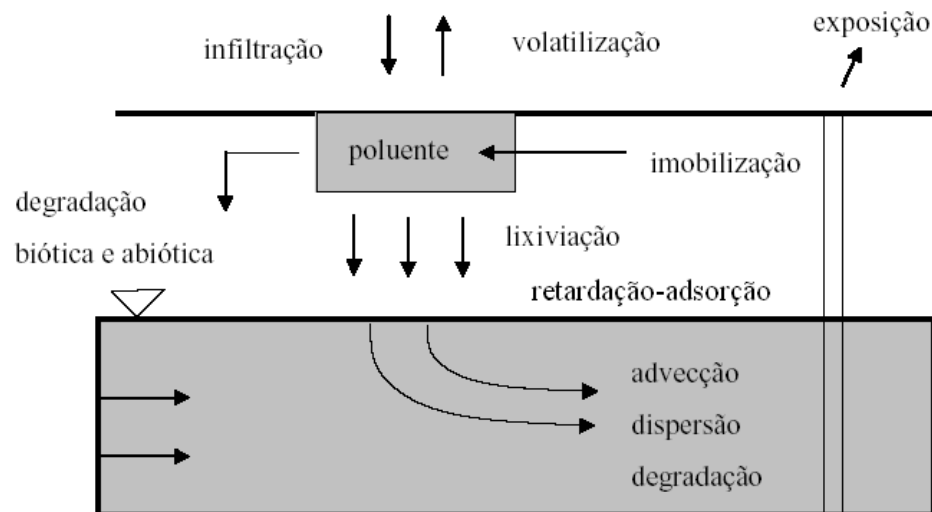 infiltração
volatilização
exposição
poluente
imobilização
degradação
biótica e abiótica
lixiviação
retardação-adsorção
advecção
dispersão
degradação